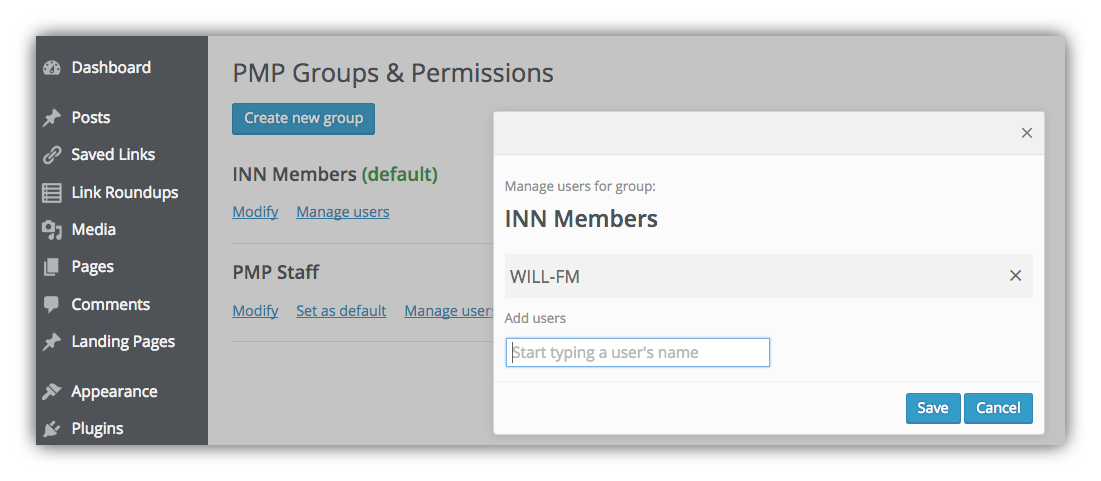 Dashboard
Posts
Saved Links
Link Roundups
Media
Pages
Comments
Landing Pages
Appearance
Plugins
PMP Groups & Permissions
Create new group
INN Members (default)
Modify Manage users
PMP Staff
Modify Set as default Manage users
×
Manage users for group:
INN Members
WILL-FM ×
Add users
Start typing a user's name
Save Cancel